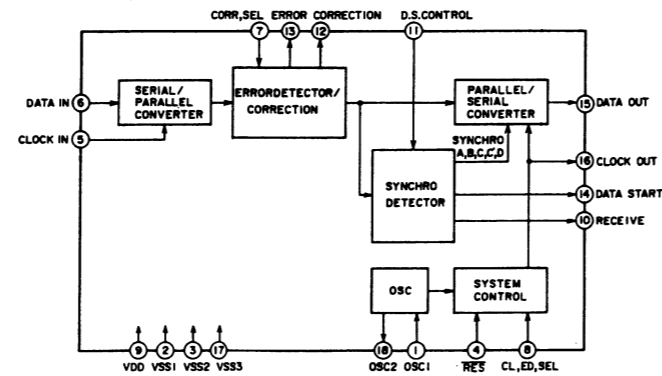 CORR,SEL ERROR CORRECTION D.S.CONTROL
7 13 12 11
DATA IN 6
SERIAL/
PARALLEL
CONVERTER
ERRORDETECTOR/
CORRECTION
PARALLEL/
SERIAL
CONVERTER
15 DATA OUT
CLOCK IN 5
SYNCHRO
A,B,C,C,D
16 CLOCK OUT
SYNCHRO
DETECTOR
14 DATA START
10 RECEIVE
OSC
SYSTEM
CONTROL
9 2 3 17 18 1 4 8
VDD VSS1 VSS2 VSS3 OSC2 OSC1 RES CL,ED,SEL